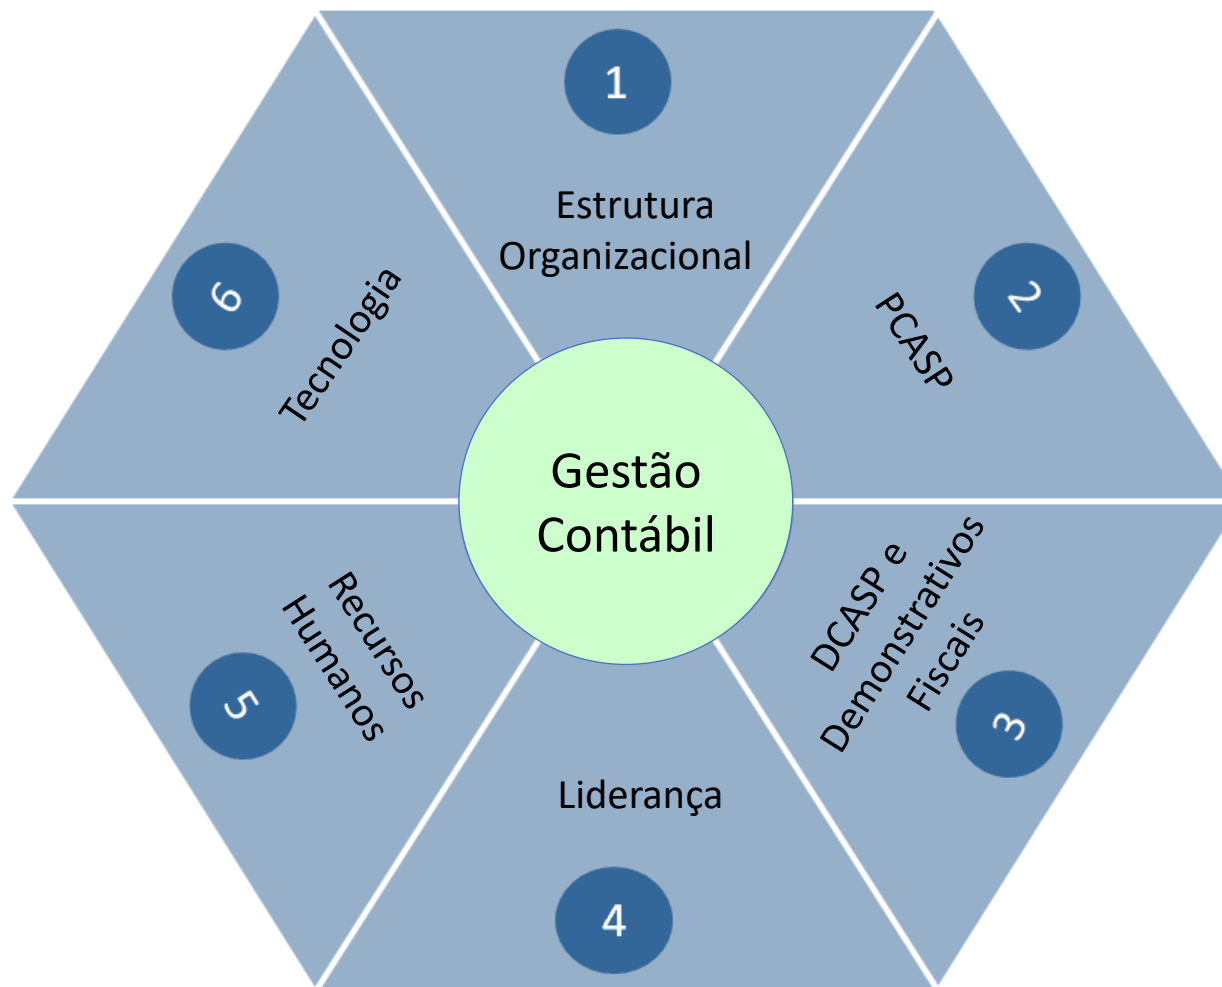 1
Estrutura
Organizacional
2
PCASP
DCASP e
Demonstrativos
Fiscais
3
Liderança
4
Recursos
Humanos
5
Tecnologia
6
Gestão
Contábil